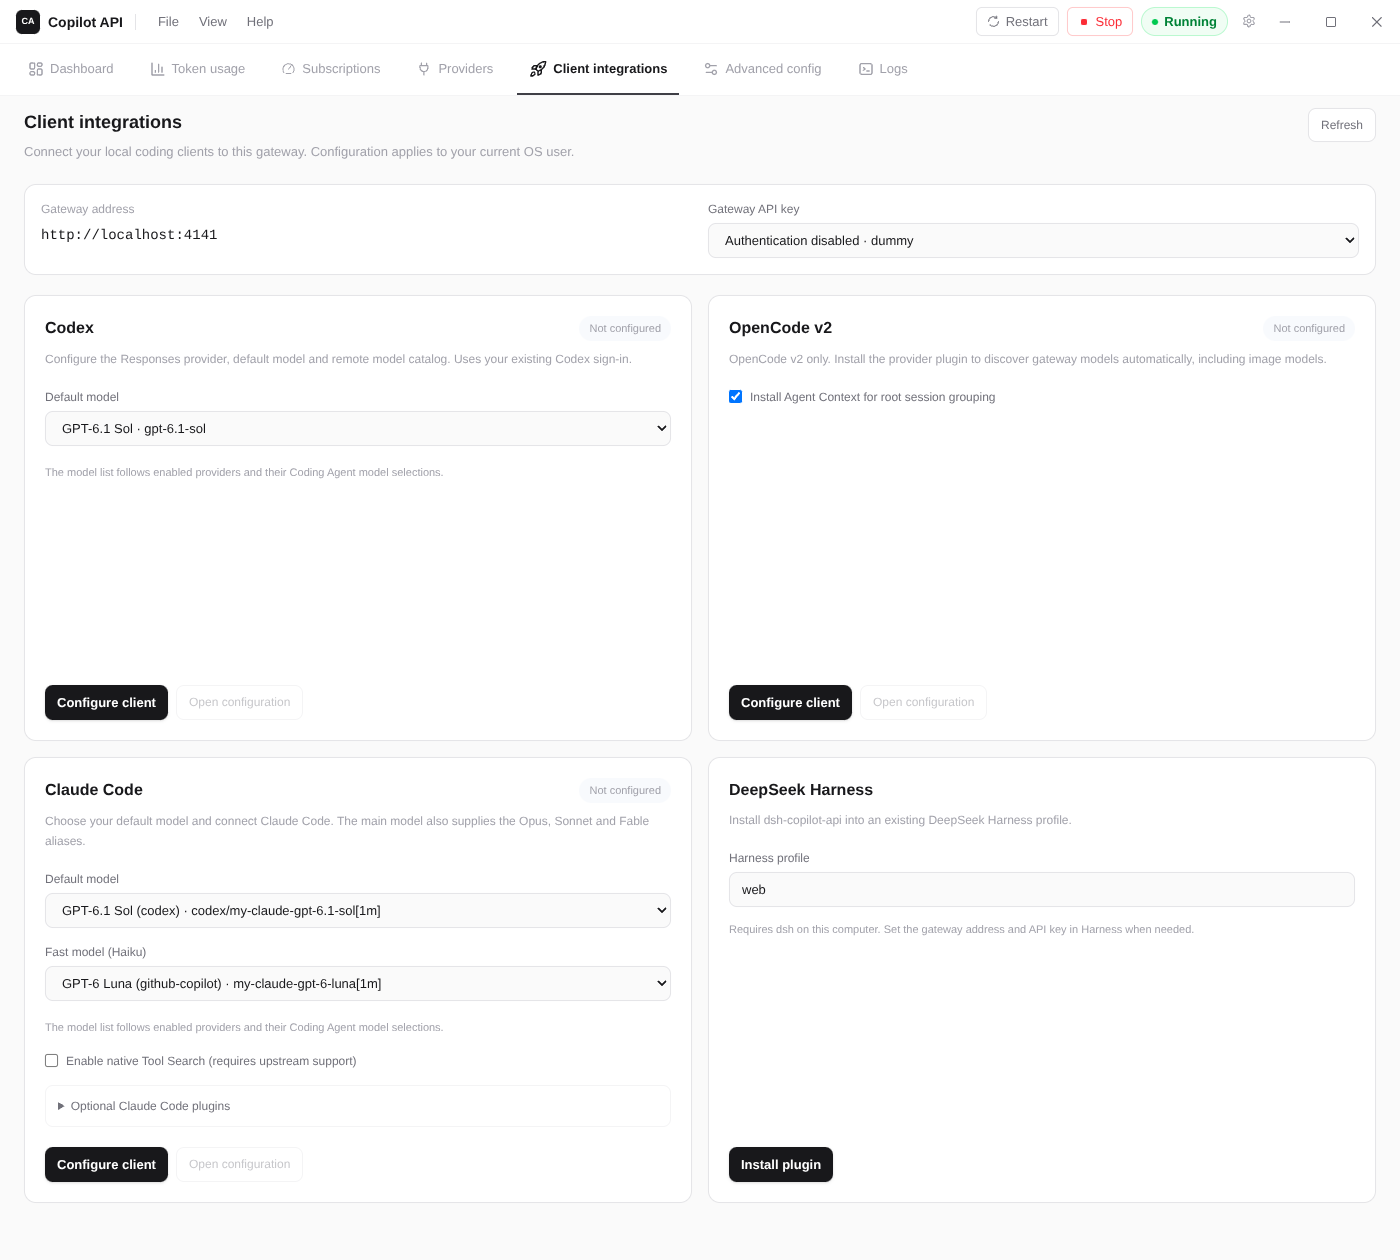 CA Copilot API File View Help Restart Stop Running
Dashboard Token usage Subscriptions Providers Client integrations Advanced config Logs
Client integrations
Refresh
Connect your local coding clients to this gateway. Configuration applies to your current OS user.
Gateway address
http://localhost:4141
Gateway API key
Authentication disabled · dummy
Codex
Not configured
Configure the Responses provider, default model and remote model catalog. Uses your existing Codex sign-in.
Default model
GPT-6.1 Sol · gpt-6.1-sol
The model list follows enabled providers and their Coding Agent model selections.
Configure client Open configuration
OpenCode v2
Not configured
OpenCode v2 only. Install the provider plugin to discover gateway models automatically, including image models.
Install Agent Context for root session grouping
Configure client Open configuration
Claude Code
Not configured
Choose your default model and connect Claude Code. The main model also supplies the Opus, Sonnet and Fable
aliases.
Default model
GPT-6.1 Sol (codex) · codex/my-claude-gpt-6.1-sol[1m]
Fast model (Haiku)
GPT-6 Luna (github-copilot) · my-claude-gpt-6-luna[1m]
The model list follows enabled providers and their Coding Agent model selections.
Enable native Tool Search (requires upstream support)
Optional Claude Code plugins
Configure client Open configuration
DeepSeek Harness
Install dsh-copilot-api into an existing DeepSeek Harness profile.
Harness profile
web
Requires dsh on this computer. Set the gateway address and API key in Harness when needed.
Install plugin